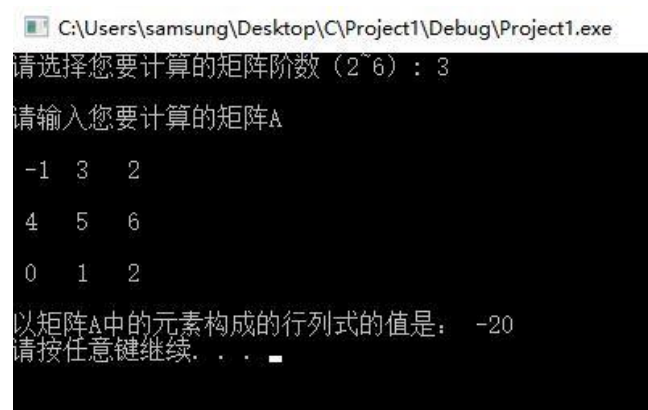 C:\Users\samsung\Desktop\C\Project1\Debug\Project1.exe
请选择您要计算的矩阵阶数（2~6）: 3
请输入您要计算的矩阵A
-1 3 2
4 5 6
0 1 2
以矩阵A中的元素构成的行列式的值是： -20
请按任意键继续. . .